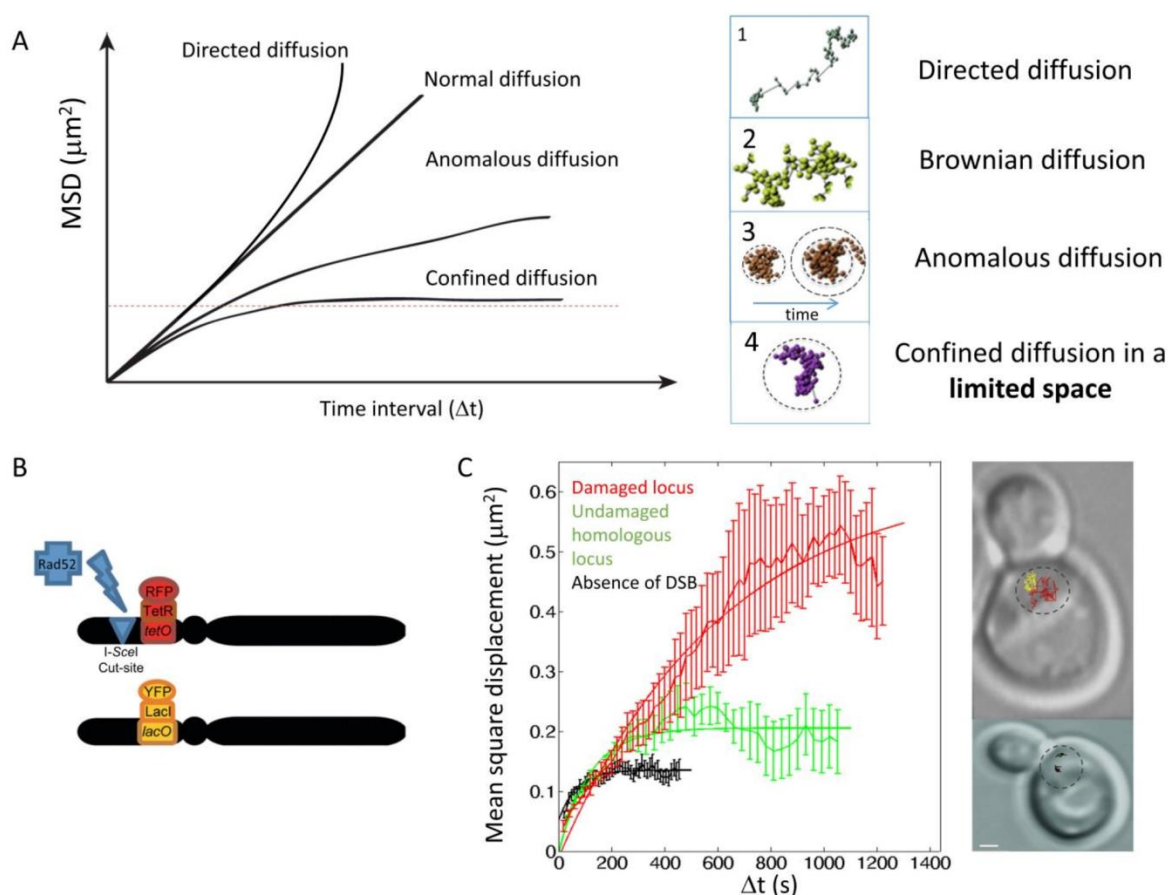 A
MSD (μm²)
Directed diffusion
Normal diffusion
Anomalous diffusion
Confined diffusion
Time interval (Δt)
1
Directed diffusion
2
Brownian diffusion
3
time
Anomalous diffusion
4
Confined diffusion in a
limited space
B
Rad52
RFP
TetR
tetO
I-SceI
Cut-site
YFP
LacI
lacO
C
Mean square displacement (μm²)
0.6
0.5
0.4
0.3
0.2
0.1
0
Damaged locus
Undamaged
homologous
locus
Absence of DSB
0 200 400 600 800 1000 1200 1400
Δt (s)